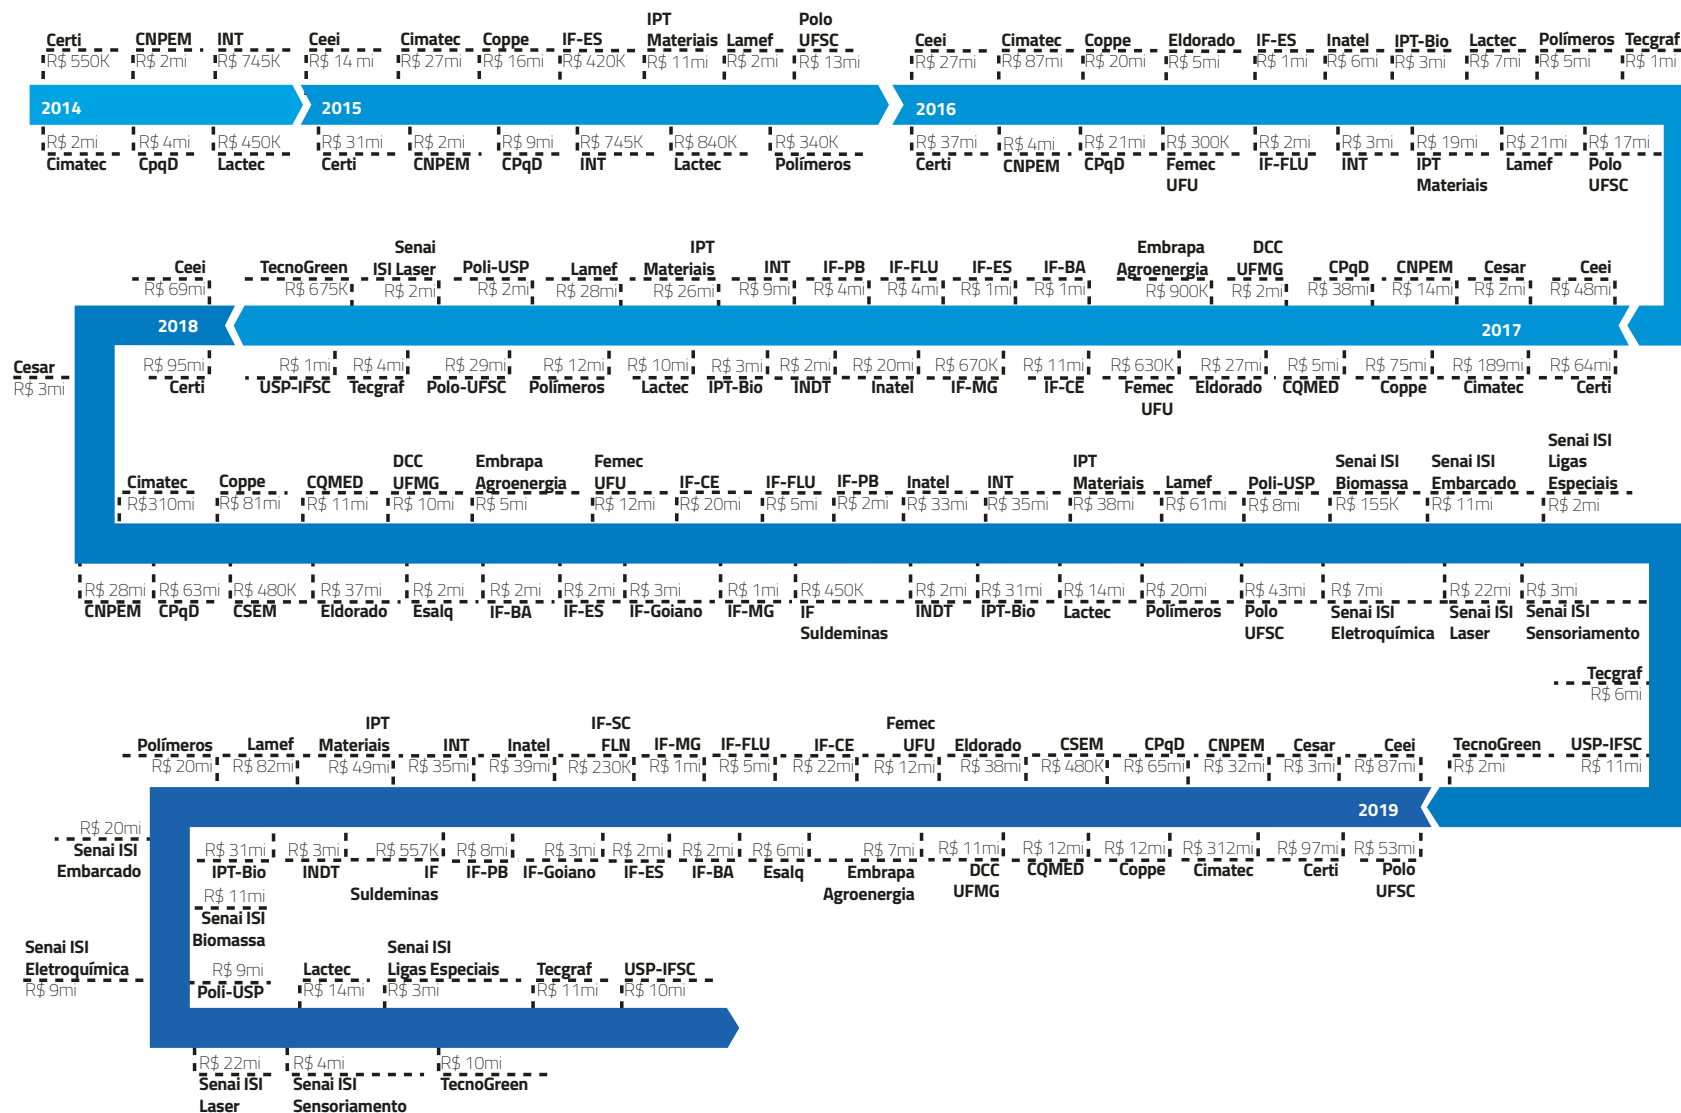 Certi
R$ 550K
CNPEM
R$ 2mi
INT
R$ 745K
Ceei
R$ 14 mi
Cimatec
R$ 27mi
Coppe
R$ 16mi
IF-ES
R$ 420K
IPT
Materiais
R$ 11mi
Lamef
R$ 2mi
Polo
UFSC
R$ 13mi
Ceei
R$ 27mi
Cimatec
R$ 87mi
Coppe
R$ 20mi
Eldorado
R$ 5mi
IF-ES
R$ 1mi
Inatel
R$ 6mi
IPT-Bio
R$ 3mi
Lactec
R$ 7mi
Polímeros
R$ 5mi
Tecgraf
R$ 1mi
2014
2015
2016
R$ 2mi
Cimatec
R$ 4mi
CpqD
R$ 450K
Lactec
R$ 31mi
Certi
R$ 2mi
CNPEM
R$ 9mi
CPqD
R$ 745K
INT
R$ 840K
Lactec
R$ 340K
Polímeros
R$ 37mi
Certi
R$ 4mi
CNPEM
R$ 21mi
CPqD
R$ 300K
Femec
UFU
R$ 2mi
IF-FLU
R$ 3mi
INT
R$ 19mi
IPT
Materiais
R$ 21mi
Lamef
R$ 17mi
Polo
UFSC
Ceei
R$ 69mi
TecnoGreen
R$ 675K
Senai
ISI Laser
R$ 2mi
Poli-USP
R$ 2mi
Lamef
R$ 28mi
IPT
Materiais
R$ 26mi
INT
R$ 9mi
IF-PB
R$ 4mi
IF-FLU
R$ 4mi
IF-ES
R$ 1mi
IF-BA
R$ 1mi
Embrapa
Agroenergia
R$ 900K
DCC
UFMG
R$ 2mi
CPqD
R$ 38mi
CNPEM
R$ 14mi
Cesar
R$ 2mi
Ceei
R$ 48mi
2018
2017
Cesar
R$ 3mi
R$ 95mi
Certi
R$ 1mi
USP-IFSC
R$ 4mi
Tecgraf
R$ 29mi
Polo-UFSC
R$ 12mi
Polímeros
R$ 10mi
Lactec
R$ 3mi
IPT-Bio
R$ 2mi
INDT
R$ 20mi
Inatel
R$ 670K
IF-MG
R$ 11mi
IF-CE
R$ 630K
Femec
UFU
R$ 27mi
Eldorado
R$ 5mi
CQMED
R$ 75mi
Coppe
R$ 189mi
Cimatec
R$ 64mi
Certi
Cimatec
R$310mi
Coppe
R$ 81mi
CQMED
R$ 11mi
DCC
UFMG
R$ 10mi
Embrapa
Agroenergia
R$ 5mi
Femec
UFU
R$ 12mi
IF-CE
R$ 20mi
IF-FLU
R$ 5mi
IF-PB
R$ 2mi
Inatel
R$ 33mi
INT
R$ 35mi
IPT
Materiais
R$ 38mi
Lamef
R$ 61mi
Poli-USP
R$ 8mi
Senai ISI
Biomassa
R$ 155K
Senai ISI
Embarcado
R$ 11mi
Senai ISI
Ligas
Especiais
R$ 2mi
R$ 28mi
CNPEM
R$ 63mi
CPqD
R$ 480K
CSEM
R$ 37mi
Eldorado
R$ 2mi
Esalq
R$ 2mi
IF-BA
R$ 2mi
IF-ES
R$ 3mi
IF-Goiano
R$ 1mi
IF-MG
R$ 450K
IF
Suldeminas
R$ 2mi
INDT
R$ 31mi
IPT-Bio
R$ 14mi
Lactec
R$ 20mi
Polímeros
R$ 43mi
Polo
UFSC
R$ 7mi
Senai ISI
Eletroquímica
R$ 22mi
Senai ISI
Laser
R$ 3mi
Senai ISI
Sensoriamento
Tecgraf
R$ 6mi
Polímeros
R$ 20mi
Lamef
R$ 82mi
IPT
Materiais
R$ 49mi
INT
R$ 35mi
Inatel
R$ 39mi
IF-SC
FLN
R$ 230K
IF-MG
R$ 1mi
IF-FLU
R$ 5mi
IF-CE
R$ 22mi
Femec
UFU
R$ 12mi
Eldorado
R$ 38mi
CSEM
R$ 480K
CPqD
R$ 65mi
CNPEM
R$ 32mi
Cesar
R$ 3mi
Ceei
R$ 87mi
TecnoGreen
R$ 2mi
USP-IFSC
R$ 11mi
2019
R$ 20mi
Senai ISI
Embarcado
R$ 31mi
IPT-Bio
R$ 3mi
INDT
R$ 557K
IF
Suldeminas
R$ 8mi
IF-PB
R$ 3mi
IF-Goiano
R$ 2mi
IF-ES
R$ 2mi
IF-BA
R$ 6mi
Esalq
R$ 7mi
Embrapa
Agroenergia
R$ 11mi
DCC
UFMG
R$ 12mi
CQMED
R$ 12mi
Coppe
R$ 312mi
Cimatec
R$ 97mi
Certi
R$ 53mi
Polo
UFSC
R$ 11mi
Senai ISI
Biomassa
Senai ISI
Eletroquímica
R$ 9mi
R$ 9mi
Poli-USP
Lactec
R$ 14mi
Senai ISI
Ligas Especiais
R$ 3mi
Tecgraf
R$ 11mi
USP-IFSC
R$ 10mi
R$ 22mi
Senai ISI
Laser
R$ 4mi
Senai ISI
Sensoriamento
R$ 10mi
TecnoGreen